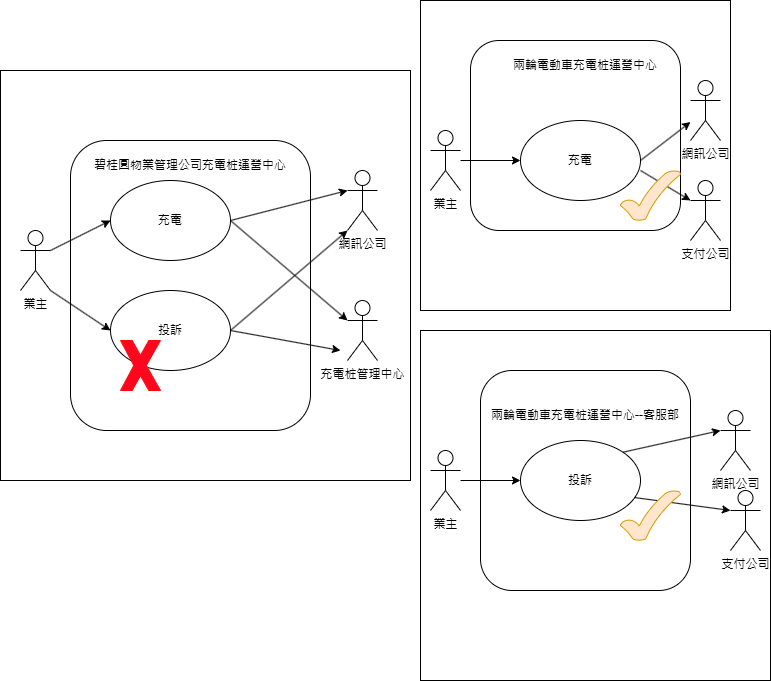 碧桂圓物業管理公司充電桩運營中心
充電
網訊公司
業主
投訴
充電桩管理中心
兩輪電動車充電桩運營中心
充電
網訊公司
業主
支付公司
兩輪電動車充電桩運營中心--客服部
投訴
網訊公司
業主
支付公司